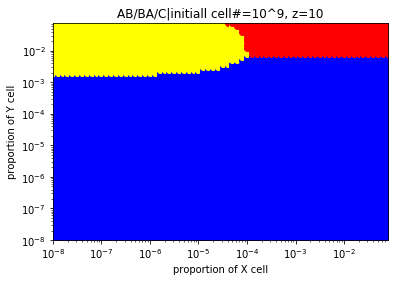 AB/BA/C|initiall cell#=10^9, z=10
proportion of Y cell
10⁻²
10⁻³
10⁻⁴
10⁻⁵
10⁻⁶
10⁻⁷
10⁻⁸
10⁻⁸ 10⁻⁷ 10⁻⁶ 10⁻⁵ 10⁻⁴ 10⁻³ 10⁻²
proportion of X cell